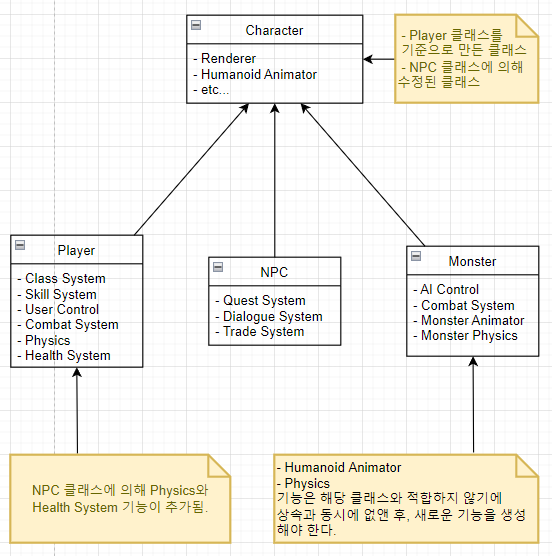 Character
- Renderer
- Humanoid Animator
- etc...
- Player 클래스를
기준으로 만든 클래스
- NPC 클래스에 의해
수정된 클래스
Player
- Class System
- Skill System
- User Control
- Combat System
- Physics
- Health System
NPC
- Quest System
- Dialogue System
- Trade System
Monster
- AI Control
- Combat System
- Monster Animator
- Monster Physics
NPC 클래스에 의해 Physics와
Health System 기능이 추가됨.
- Humanoid Animator
- Physics
기능은 해당 클래스와 적합하지 않기에
상속과 동시에 없앤 후, 새로운 기능을 생성
해야 한다.